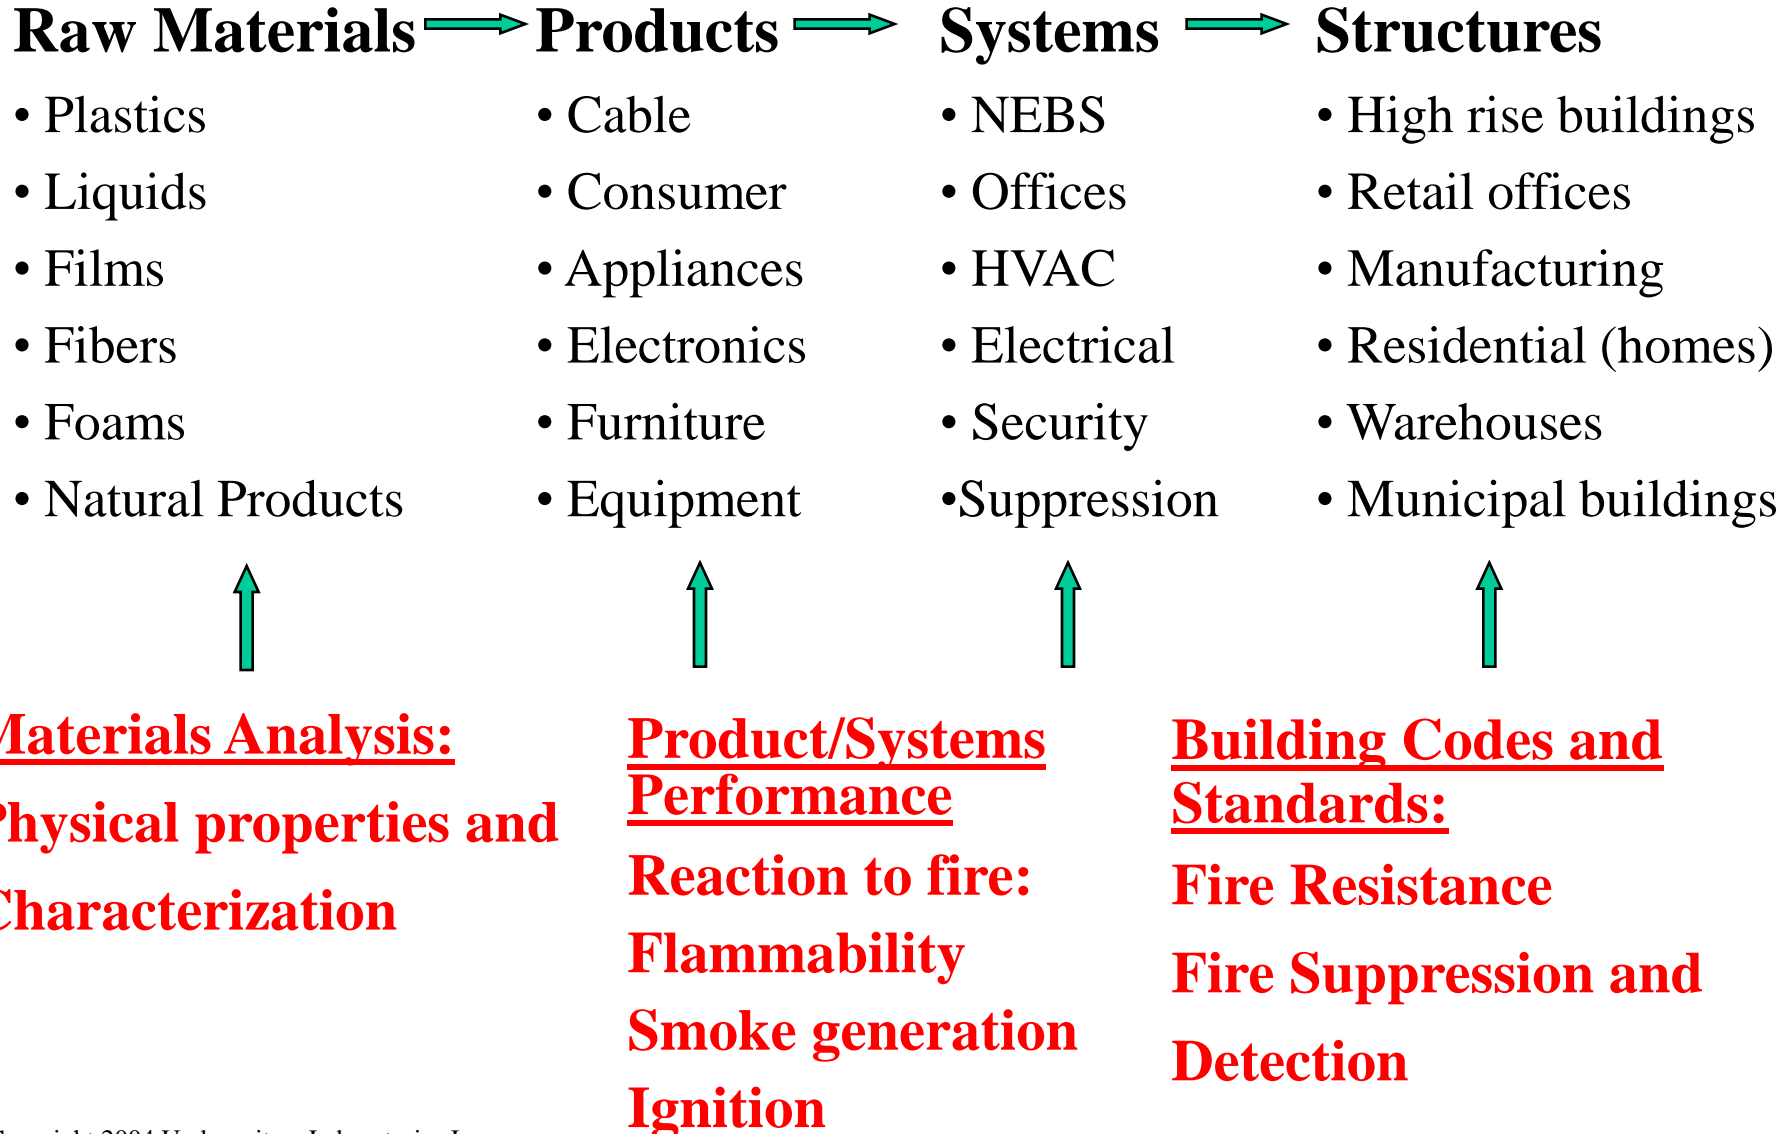 Raw Materials Products Systems Structures
• Plastics
• Liquids
• Films
• Fibers
• Foams
• Natural Products
• Cable
• Consumer
• Appliances
• Electronics
• Furniture
• Equipment
• NEBS
• Offices
• HVAC
• Electrical
• Security
•Suppression
• High rise buildings
• Retail offices
• Manufacturing
• Residential (homes)
• Warehouses
• Municipal buildings
Materials Analysis:
Physical properties and
Characterization
Product/Systems
Performance
Reaction to fire:
Flammability
Smoke generation
Ignition
Building Codes and
Standards:
Fire Resistance
Fire Suppression and
Detection